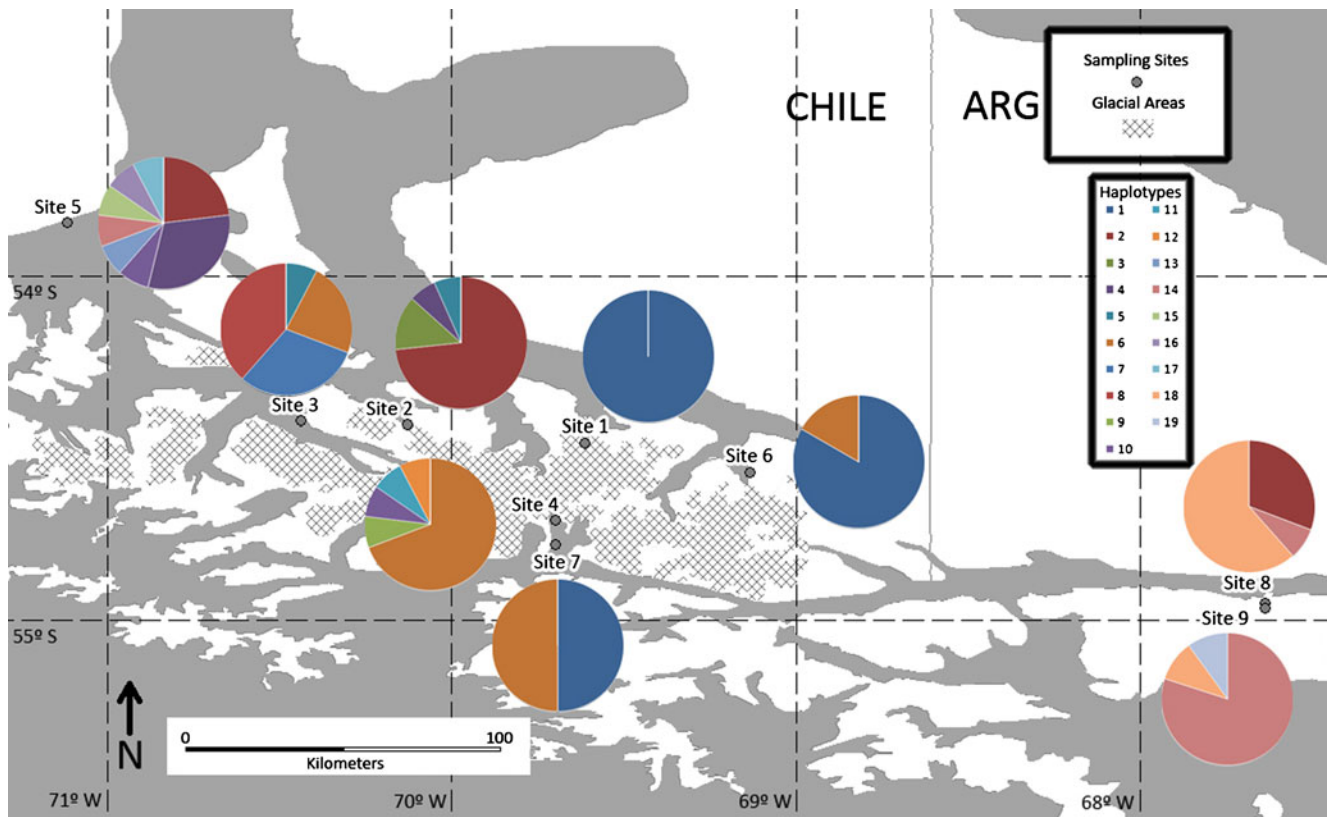 CHILE
ARG
Sampling Sites
Glacial Areas
Haplotypes
1 11
2 12
3 13
4 14
5 15
6 16
7 17
8 18
9 19
10
Site 5
54º S
Site 3
Site 2
Site 1
Site 6
Site 4
Site 7
Site 8
Site 9
55º S
N
0 100
Kilometers
71º W
70º W
69º W
68º W